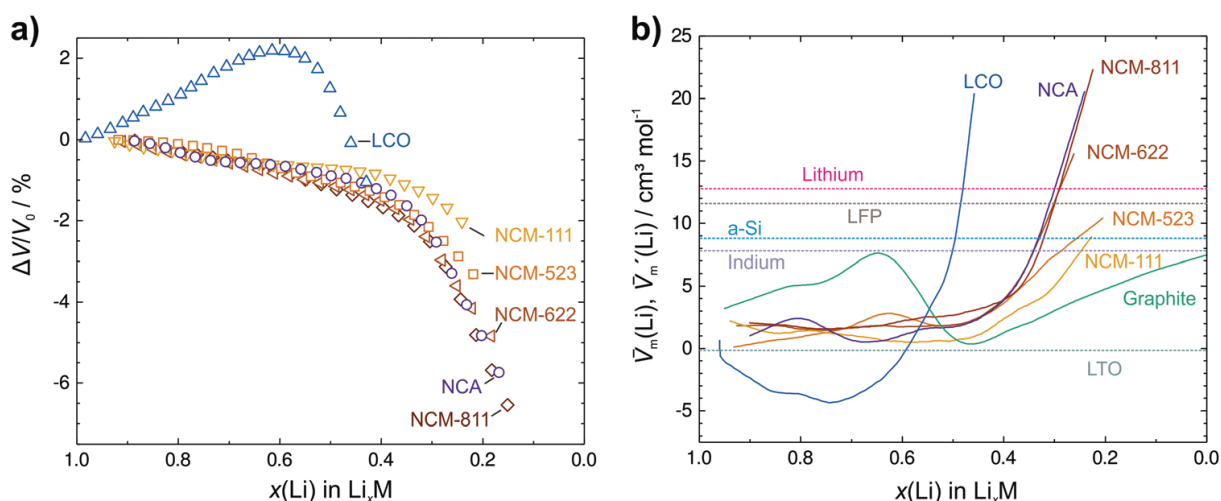 a)
ΔV/V₀ / %
2
0
-2
-4
-6
LCO
NCM-111
NCM-523
NCM-622
NCA
NCM-811
1.0 0.8 0.6 0.4 0.2 0.0
x(Li) in LiₓM
b)
V̄ₘ(Li), V̄ₘ´(Li) / cm³ mol⁻¹
25
20
15
10
5
0
-5
LCO
NCM-811
NCA
NCM-622
Lithium
LFP
a-Si
NCM-523
Indium
NCM-111
Graphite
LTO
1.0 0.8 0.6 0.4 0.2 0.0
x(Li) in LiₓM